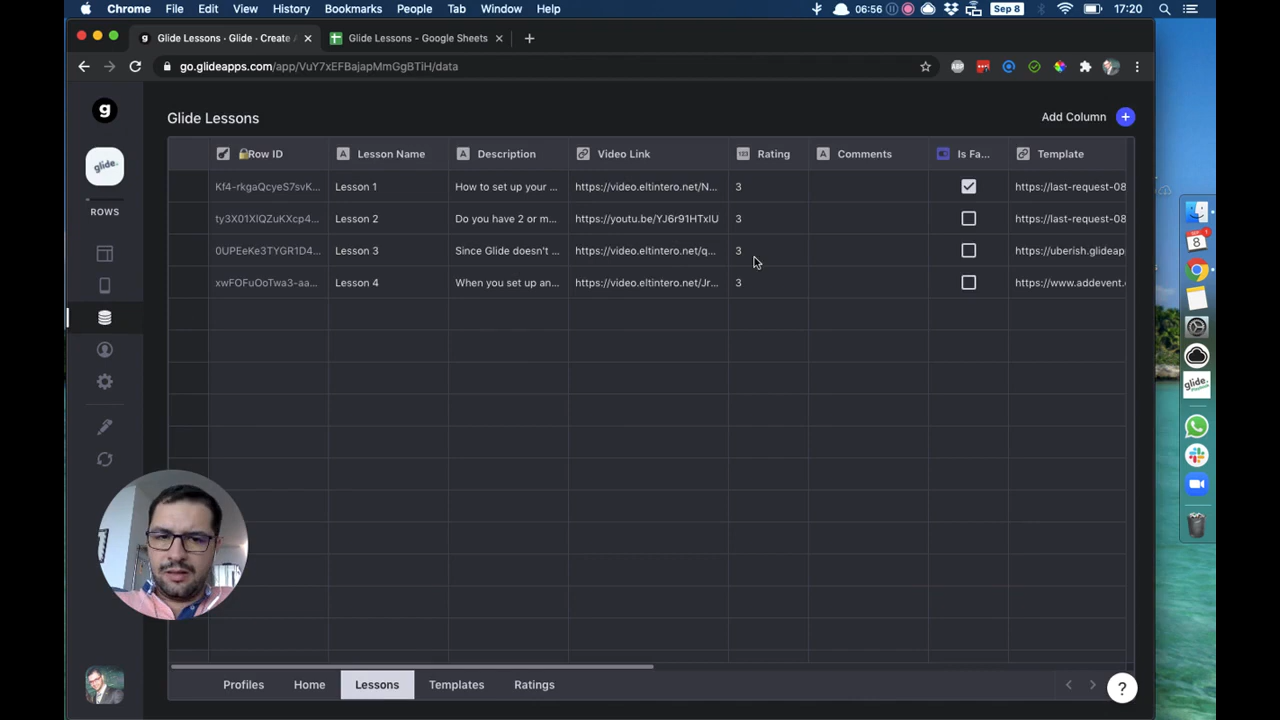 Chrome File Edit View History Bookmarks People Tab Window Help 06:56 Sep 8 17:20
Glide Lessons · Glide · Create Glide Lessons - Google Sheets
go.glideapps.com/app/VuY7xEFBajapMmGgBTiH/data
g
glide.
ROWS
Glide Lessons
Add Column
Row ID Lesson Name Description Video Link Rating Comments Is Fa... Template
Kf4-rkgaQcyeS7svK... Lesson 1 How to set up your ... https://video.eltintero.net/N... 3 https://last-request-08
ty3X01XIQZuKXcp4... Lesson 2 Do you have 2 or m... https://youtu.be/YJ6r91HTxIU 3 https://last-request-08
0UPEeKe3TYGR1D4... Lesson 3 Since Glide doesn't ... https://video.eltintero.net/q... 3 https://uberish.glideap
xwFOFuOoTwa3-aa... Lesson 4 When you set up an... https://video.eltintero.net/Jr... 3 https://www.addevent.
Profiles Home Lessons Templates Ratings
?
SEP
8
glide.